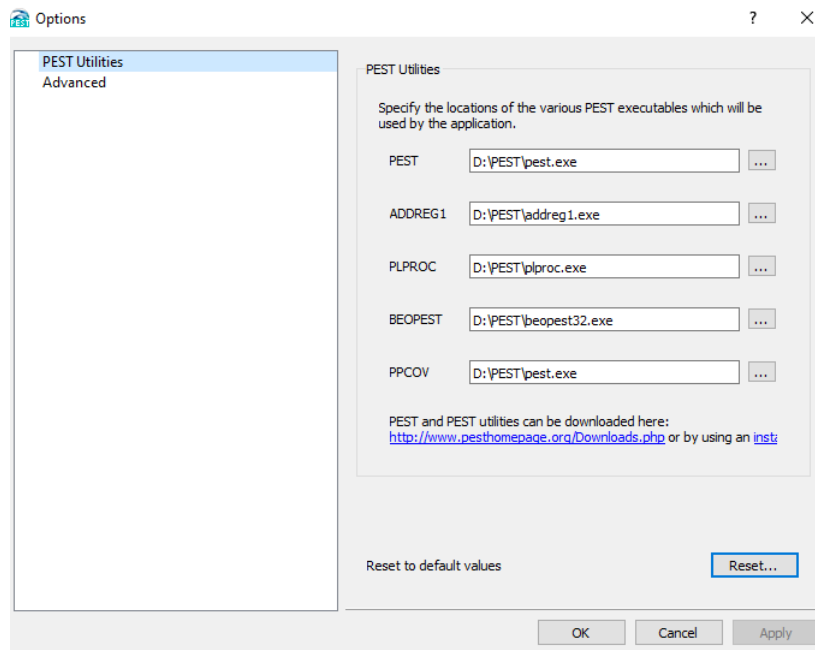 Options
?
PEST Utilities
Advanced
PEST Utilities
Specify the locations of the various PEST executables which will be
used by the application.
PEST
D:\PEST\pest.exe
...
ADDREG1
D:\PEST\addreg1.exe
...
PLPROC
D:\PEST\plproc.exe
...
BEOPEST
D:\PEST\beopest32.exe
...
PPCOV
D:\PEST\pest.exe
...
PEST and PEST utilities can be downloaded here:
http://www.pesthomepage.org/Downloads.php or by using an insta
Reset to default values
Reset...
OK
Cancel
Apply